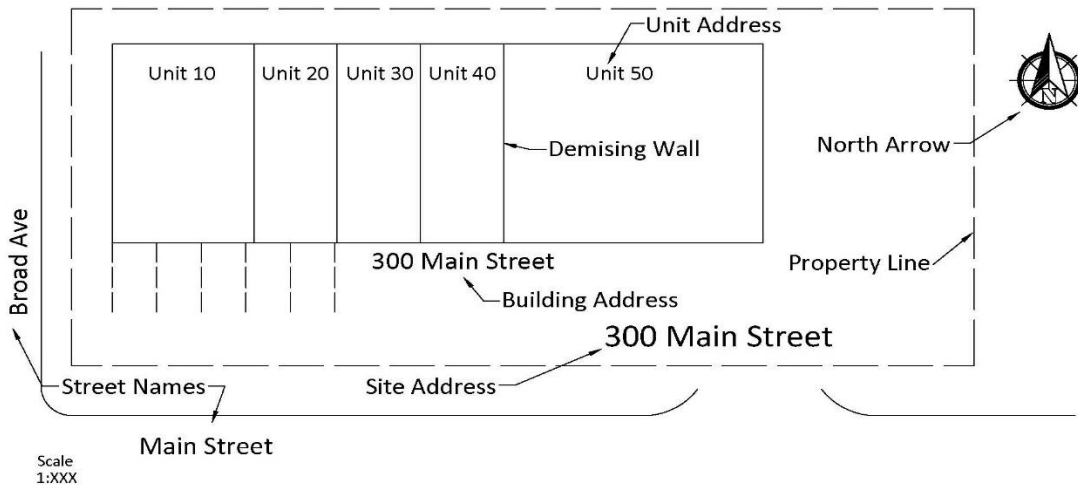 Unit Address
Unit 10
Unit 20
Unit 30
Unit 40
Unit 50
N
Demising Wall
North Arrow
Broad Ave
300 Main Street
Property Line
Building Address
300 Main Street
Street Names
Site Address
Main Street
Scale
1:XXX